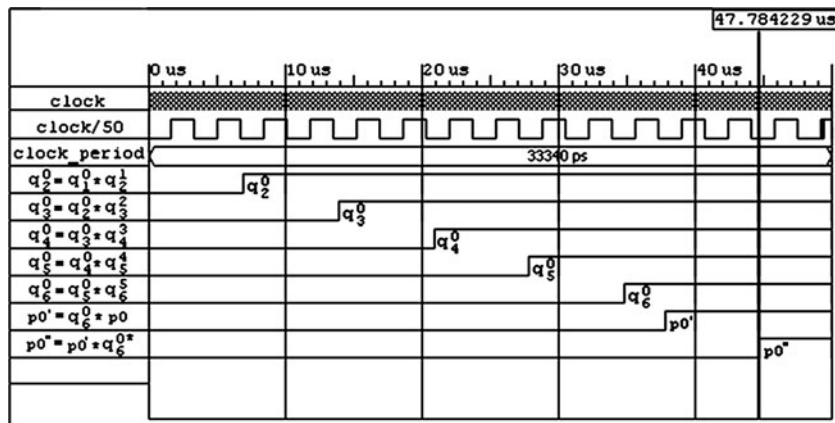 47.784229 us
0 us 10 us 20 us 30 us 40 us
clock
clock/50
clock_period 33340 ps
q₂⁰=q₁⁰*q₂¹ q₂⁰
q₃⁰=q₂⁰*q₃² q₃⁰
q₄⁰=q₃⁰*q₄³ q₄⁰
q₅⁰=q₄⁰*q₅⁴ q₅⁰
q₆⁰=q₅⁰*q₆⁵ q₆⁰
p0'=q₆⁰*p0 p0'
p0"=p0'*q₆⁰* p0"